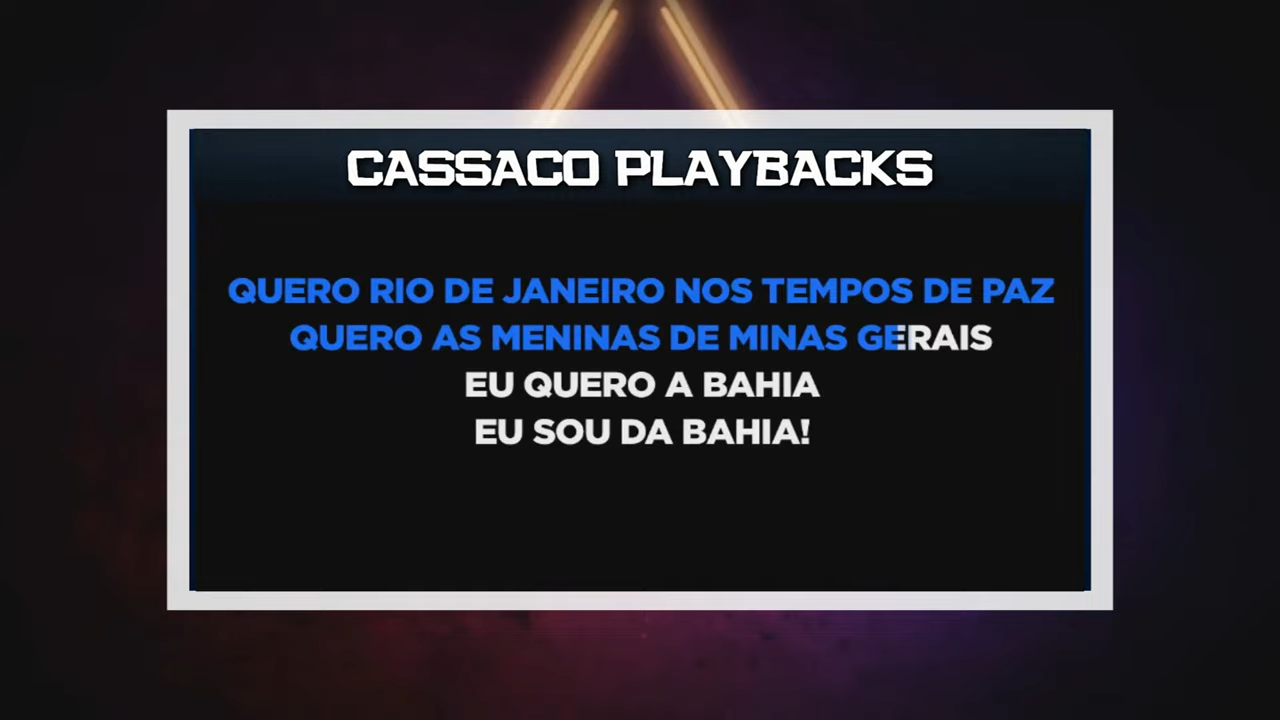 CASSACO PLAYBACKS
QUERO RIO DE JANEIRO NOS TEMPOS DE PAZ
QUERO AS MENINAS DE MINAS GERAIS
EU QUERO A BAHIA
EU SOU DA BAHIA!